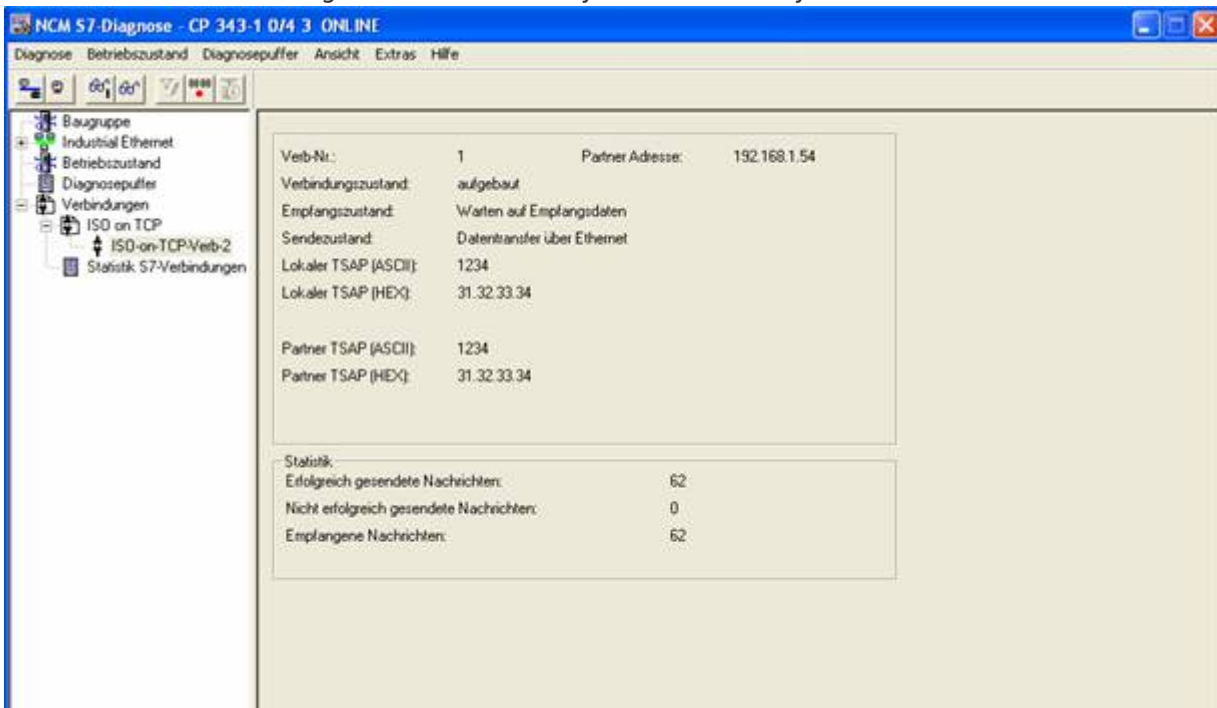 NCM S7-Diagnose - CP 343-1 0/4 3 ONLINE
Diagnose Betriebszustand Diagnosepuffer Ansicht Extras Hilfe
Baugruppe
Industrial Ethernet
Betriebszustand
Diagnosepuffer
Verbindungen
ISO on TCP
ISO-on-TCP-Verb-2
Statistik S7-Verbindungen
Verb-Nr.: 1 Partner Adresse: 192.168.1.54
Verbindungszustand: aufgebaut
Empfangszustand: Warten auf Empfangsdaten
Sendezustand: Datentransfer über Ethernet
Lokaler TSAP (ASCII): 1234
Lokaler TSAP (HEX): 31.32.33.34
Partner TSAP (ASCII): 1234
Partner TSAP (HEX): 31.32.33.34
Statistik
Erfolgreich gesendete Nachrichten: 62
Nicht erfolgreich gesendete Nachrichten: 0
Empfangene Nachrichten: 62